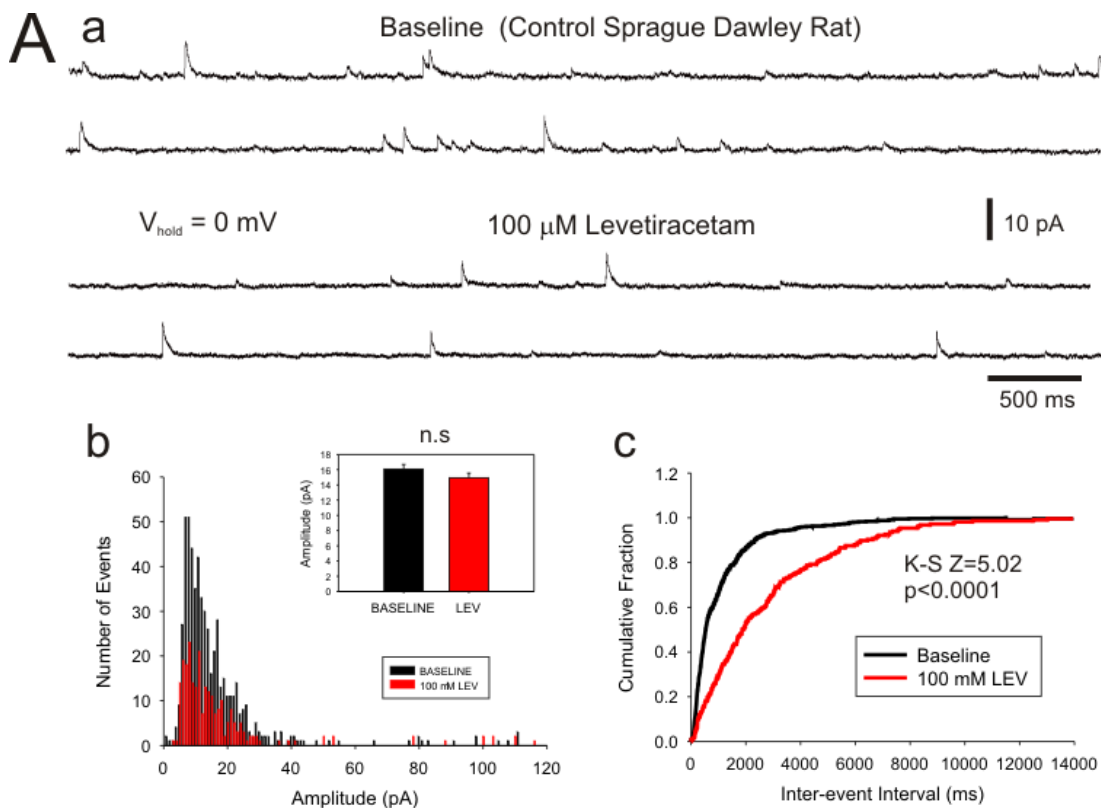 A
a
Baseline (Control Sprague Dawley Rat)
Vhold = 0 mV
100 μM Levetiracetam
10 pA
500 ms
b
n.s
18
16
14
12
10
8
6
4
2
0
Amplitude (pA)
BASELINE LEV
60
50
40
30
20
10
0
Number of Events
BASELINE
100 mM LEV
0 20 40 60 80 100 120
Amplitude (pA)
c
1.2
1.0
0.8
0.6
0.4
0.2
0.0
Cumulative Fraction
K-S Z=5.02
p<0.0001
Baseline
100 mM LEV
0 2000 4000 6000 8000 10000 12000 14000
Inter-event Interval (ms)